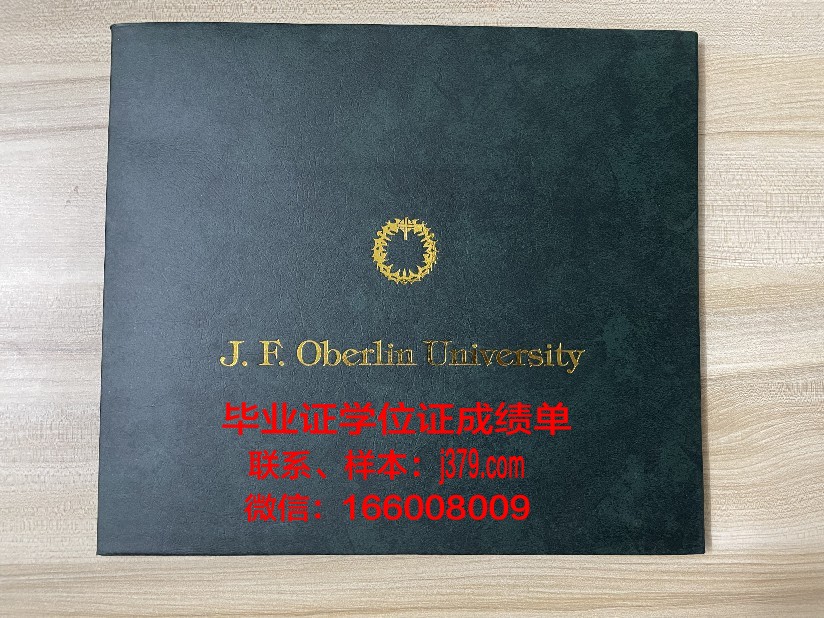 J. F. Oberlin University
毕业证学位证成绩单
联系、样本：j379.com
微信：166008009